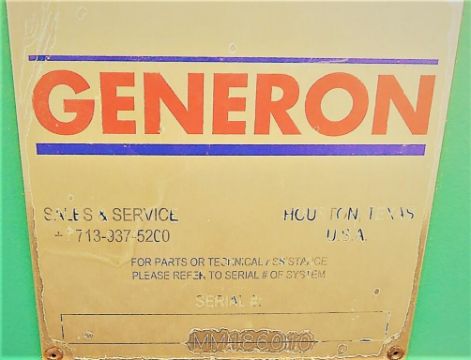 GENERON
SALES & SERVICE
HOUSTON, TEXAS
713-937-5200
U.S.A.
FOR PARTS OR TECHNICAL ASSISTANCE
PLEASE REFER TO SERIAL # OF SYSTEM
SERIAL #: